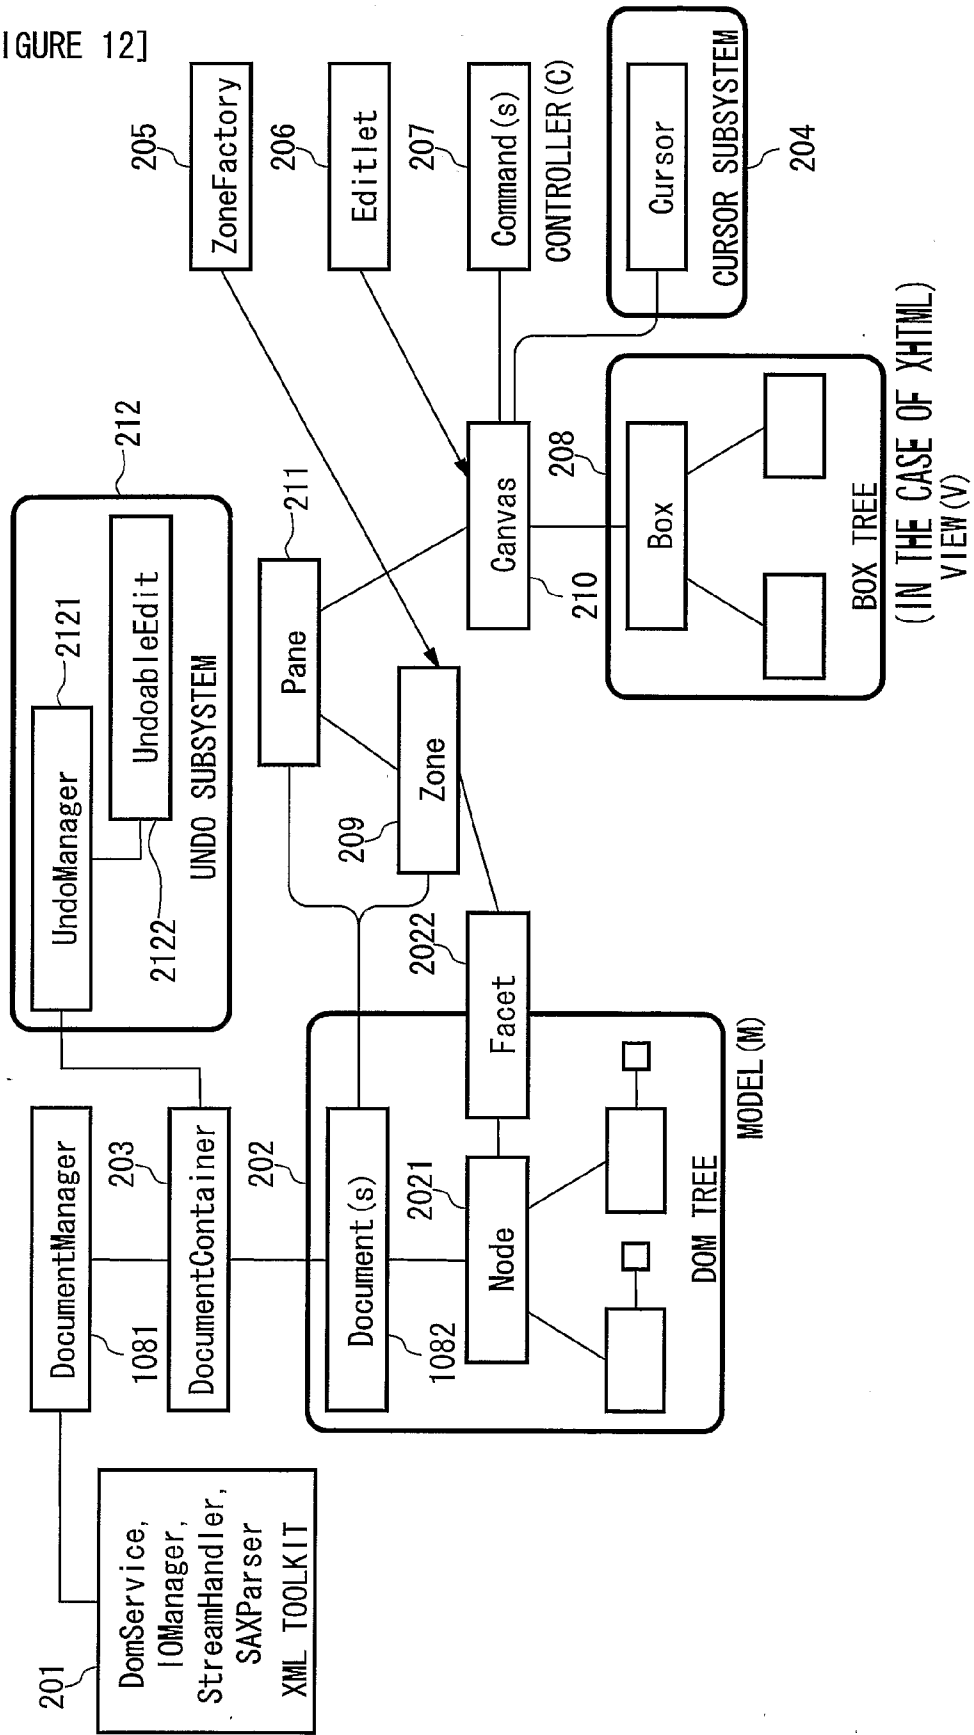 IGURE 12]
201
DomService,
IOManager,
StreamHandler,
SAXParser
XML TOOLKIT
DocumentManager
1081
203
DocumentContainer
202
Document(s)
1082
2021
Node
2022
Facet
DOM TREE
MODEL(M)
212
UndoManager
2121
UndoableEdit
2122
UNDO SUBSYSTEM
211
Pane
209
Zone
Canvas
210
208
Box
BOX TREE
(IN THE CASE OF XHTML)
VIEW(V)
205
ZoneFactory
206
Editlet
207
Command(s)
CONTROLLER(C)
Cursor
CURSOR SUBSYSTEM
204